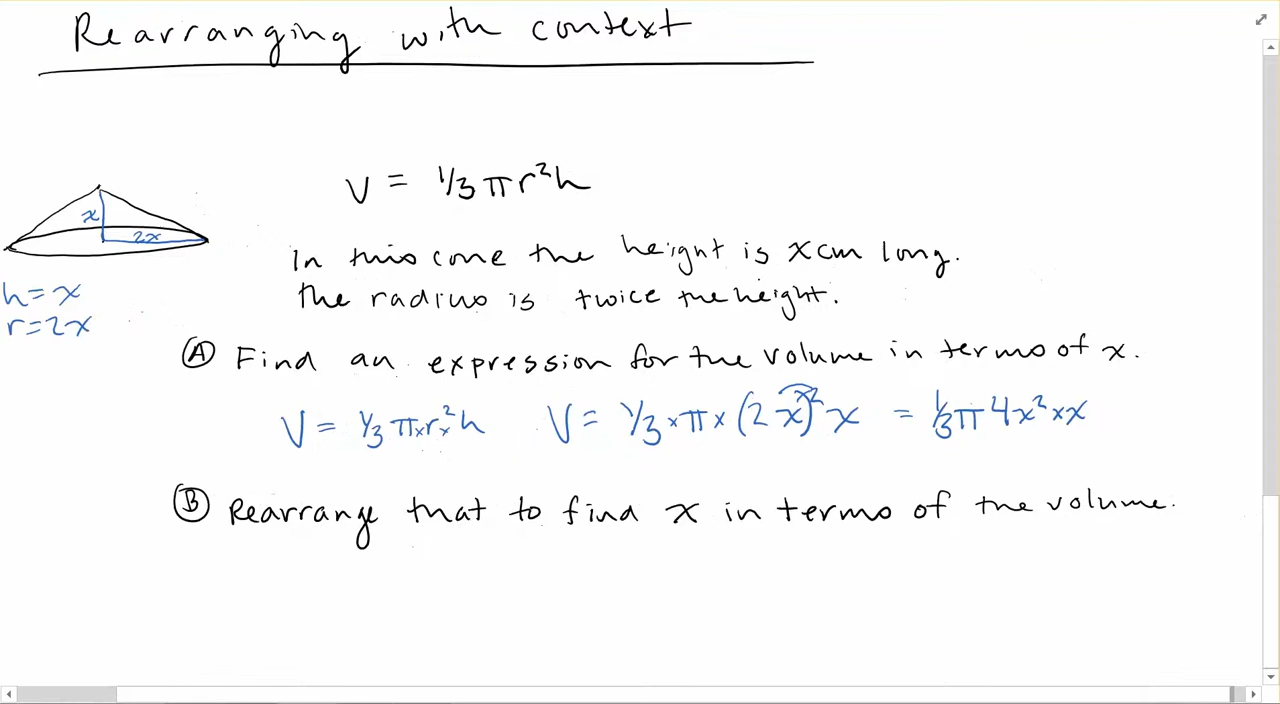 Rearranging with context
V = 1/3 πr²h
x
2x
In this cone the height is x cm long.
h = x
the radius is twice the height.
r = 2x
Ⓐ Find an expression for the volume in terms of x.
V = 1/3 π×r²×h V = 1/3 × π × (2x)² x = 1/3 π 4x² × x
Ⓑ Rearrange that to find x in terms of the volume.